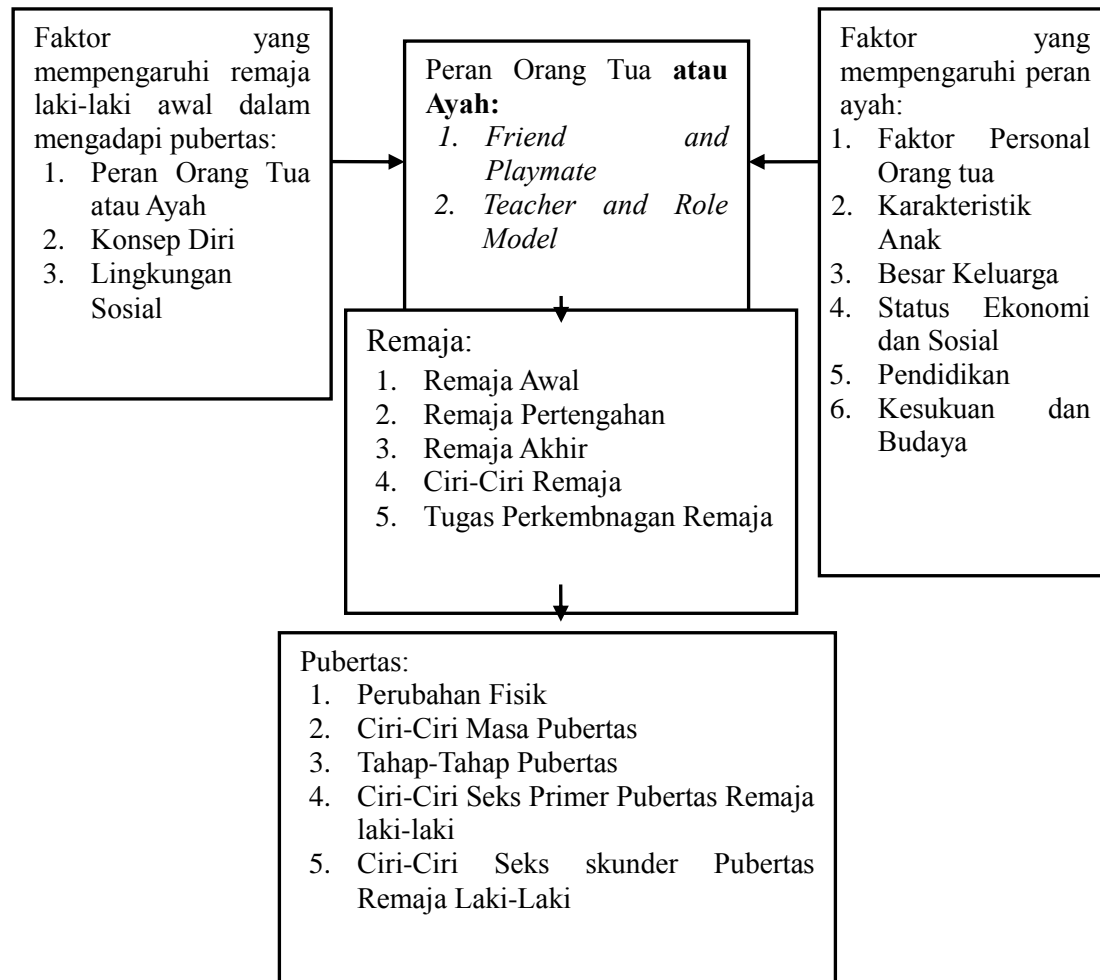 Faktor yang
mempengaruhi remaja
laki-laki awal dalam
mengadapi pubertas:
1. Peran Orang Tua
atau Ayah
2. Konsep Diri
3. Lingkungan
Sosial
Peran Orang Tua atau
Ayah:
1. Friend and
Playmate
2. Teacher and Role
Model
Faktor yang
mempengaruhi peran
ayah:
1. Faktor Personal
Orang tua
2. Karakteristik
Anak
3. Besar Keluarga
4. Status Ekonomi
dan Sosial
5. Pendidikan
6. Kesukuan dan
Budaya
Remaja:
1. Remaja Awal
2. Remaja Pertengahan
3. Remaja Akhir
4. Ciri-Ciri Remaja
5. Tugas Perkembnagan Remaja
Pubertas:
1. Perubahan Fisik
2. Ciri-Ciri Masa Pubertas
3. Tahap-Tahap Pubertas
4. Ciri-Ciri Seks Primer Pubertas Remaja
laki-laki
5. Ciri-Ciri Seks skunder Pubertas
Remaja Laki-Laki